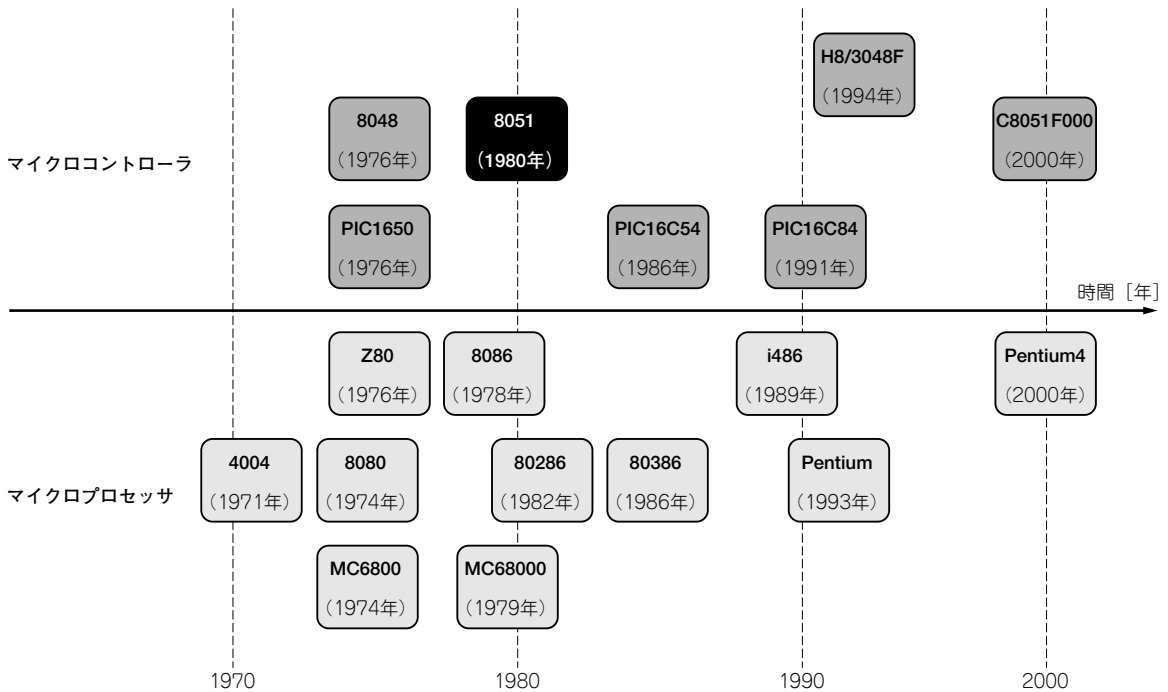 H8/3048F
（1994年）
8048
（1976年）
8051
（1980年）
C8051F000
（2000年）
マイクロコントローラ
PIC1650
（1976年）
PIC16C54
（1986年）
PIC16C84
（1991年）
時間［年］
Z80
（1976年）
8086
（1978年）
i486
（1989年）
Pentium4
（2000年）
4004
（1971年）
8080
（1974年）
80286
（1982年）
80386
（1986年）
Pentium
（1993年）
マイクロプロセッサ
MC6800
（1974年）
MC68000
（1979年）
1970
1980
1990
2000